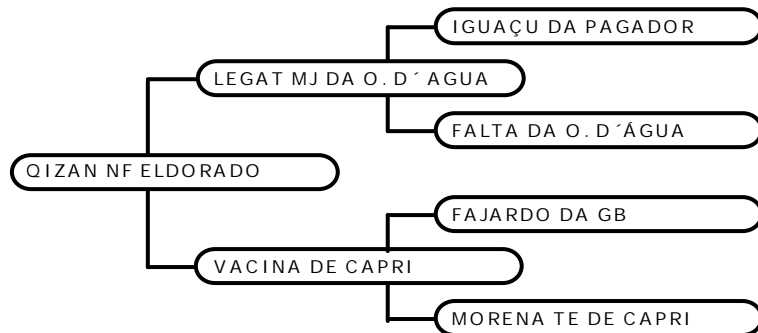 IGUAÇU DA PAGADOR
LEGAT MJ DA O. D´AGUA
FALTA DA O. D´ÁGUA
QIZAN NF ELDORADO
FAJARDO DA GB
VACINA DE CAPRI
MORENA TE DE CAPRI